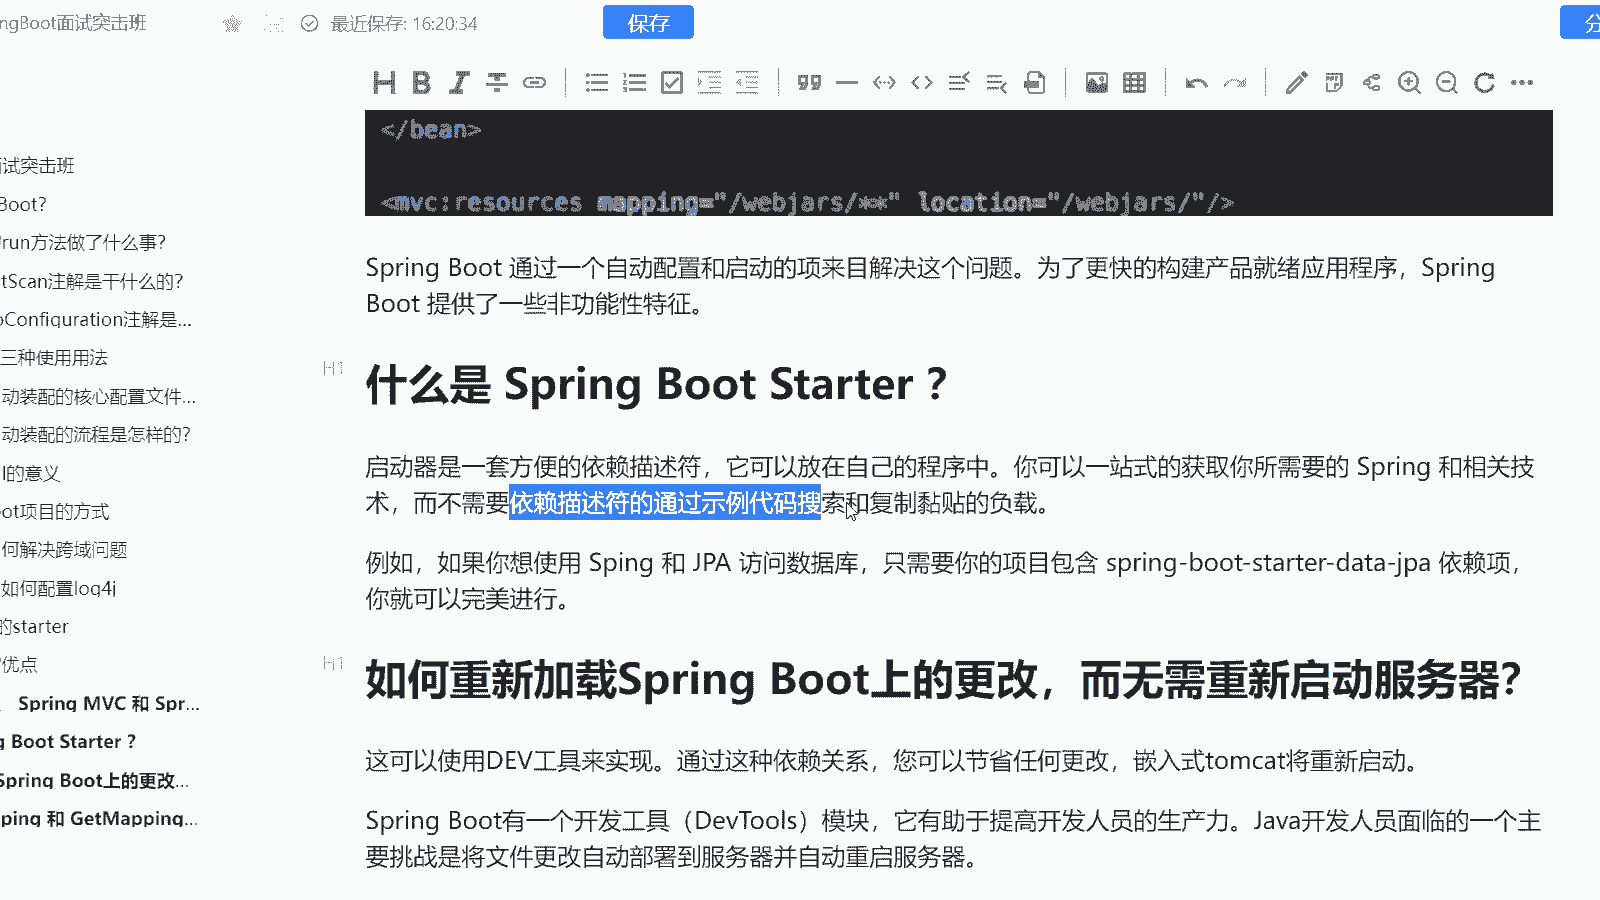 ngBoot面试突击班
最近保存: 16:20:34
保存
分
</bean>
<mvc:resources mapping="/webjars/**" location="/webjars/"/>
试突击班
Boot?
run方法做了什么事?
tScan注解是干什么的?
oConfiguration注解是...
三种使用用法
动装配的核心配置文件...
动装配的流程是怎样的?
l的意义
ot项目的方式
何解决跨域问题
如何配置log4j
的starter
优点
Spring MVC 和 Spr...
g Boot Starter ?
Spring Boot上的更改...
ping 和 GetMapping...
Spring Boot 通过一个自动配置和启动的项来目解决这个问题。为了更快的构建产品就绪应用程序，Spring
Boot 提供了一些非功能性特征。
H1
什么是 Spring Boot Starter ？
启动器是一套方便的依赖描述符，它可以放在自己的程序中。你可以一站式的获取你所需要的 Spring 和相关技
术，而不需要依赖描述符的通过示例代码搜索和复制黏贴的负载。
例如，如果你想使用 Sping 和 JPA 访问数据库，只需要你的项目包含 spring-boot-starter-data-jpa 依赖项，
你就可以完美进行。
H1
如何重新加载Spring Boot上的更改，而无需重新启动服务器？
这可以使用DEV工具来实现。通过这种依赖关系，您可以节省任何更改，嵌入式tomcat将重新启动。
Spring Boot有一个开发工具（DevTools）模块，它有助于提高开发人员的生产力。Java开发人员面临的一个主
要挑战是将文件更改自动部署到服务器并自动重启服务器。